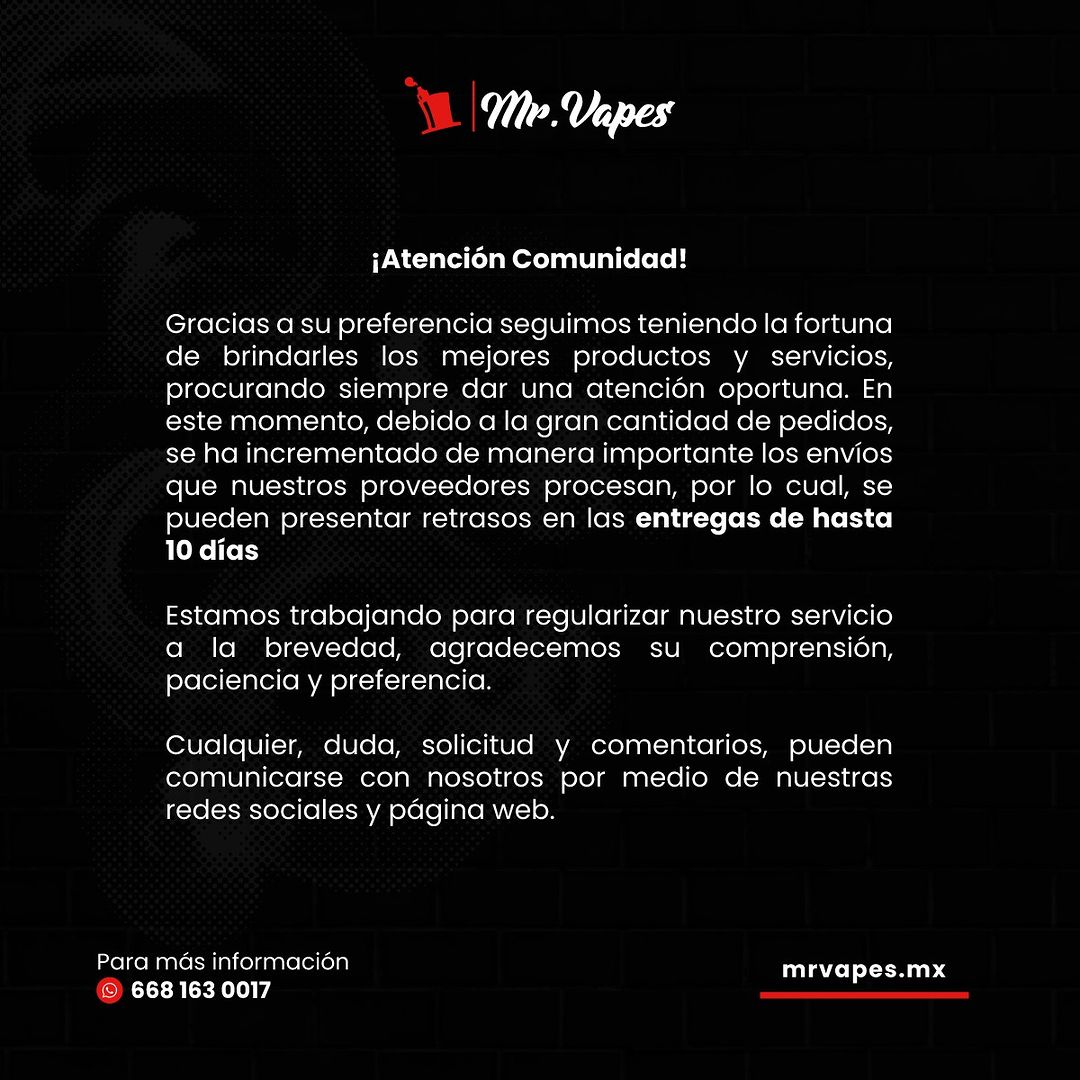 Mr. Vapes
¡Atención Comunidad!
Gracias a su preferencia seguimos teniendo la fortuna
de brindarles los mejores productos y servicios,
procurando siempre dar una atención oportuna. En
este momento, debido a la gran cantidad de pedidos,
se ha incrementado de manera importante los envíos
que nuestros proveedores procesan, por lo cual, se
pueden presentar retrasos en las entregas de hasta
10 días
Estamos trabajando para regularizar nuestro servicio
a la brevedad, agradecemos su comprensión,
paciencia y preferencia.
Cualquier, duda, solicitud y comentarios, pueden
comunicarse con nosotros por medio de nuestras
redes sociales y página web.
Para más información
668 163 0017
mrvapes.mx